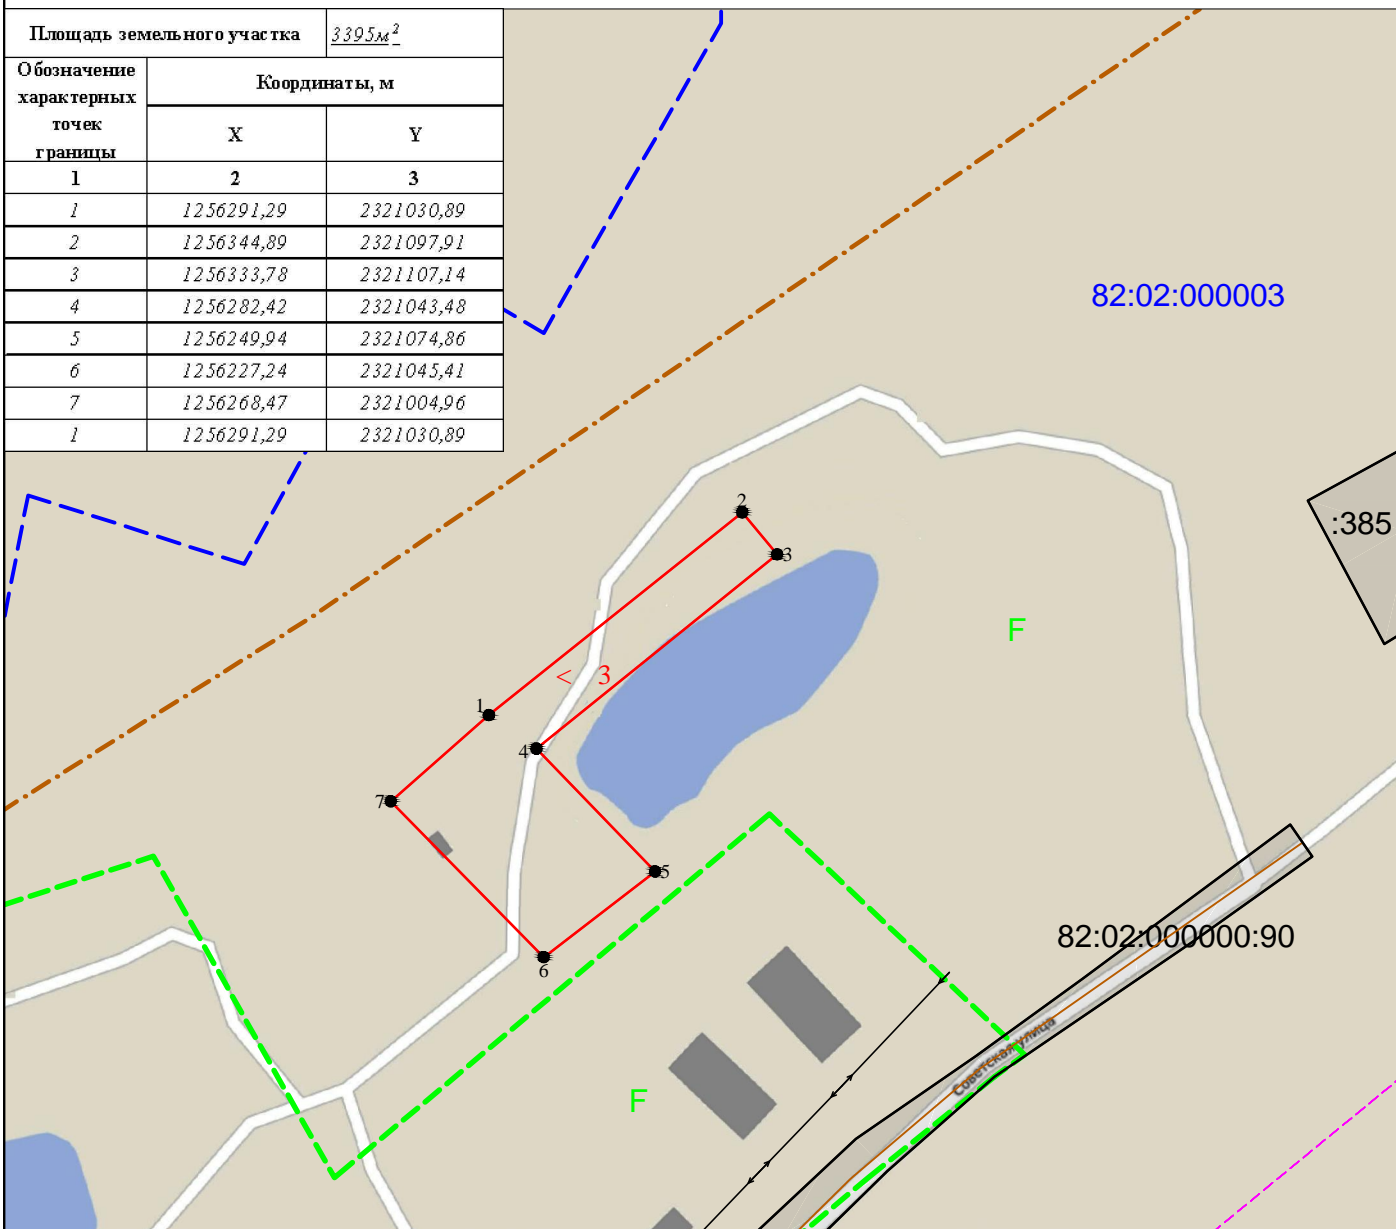 Площадь земельного участка 3395м²
Обозначение характерных точек границы Координаты, м
X Y
1 2 3
1 1256291,29 2321030,89
2 1256344,89 2321097,91
3 1256333,78 2321107,14
4 1256282,42 2321043,48
5 1256249,94 2321074,86
6 1256227,24 2321045,41
7 1256268,47 2321004,96
1 1256291,29 2321030,89
82:02:000003
2
:385
3
F
< 3
1
4
7
5
82:02:000000:90
6
Советская улица
F